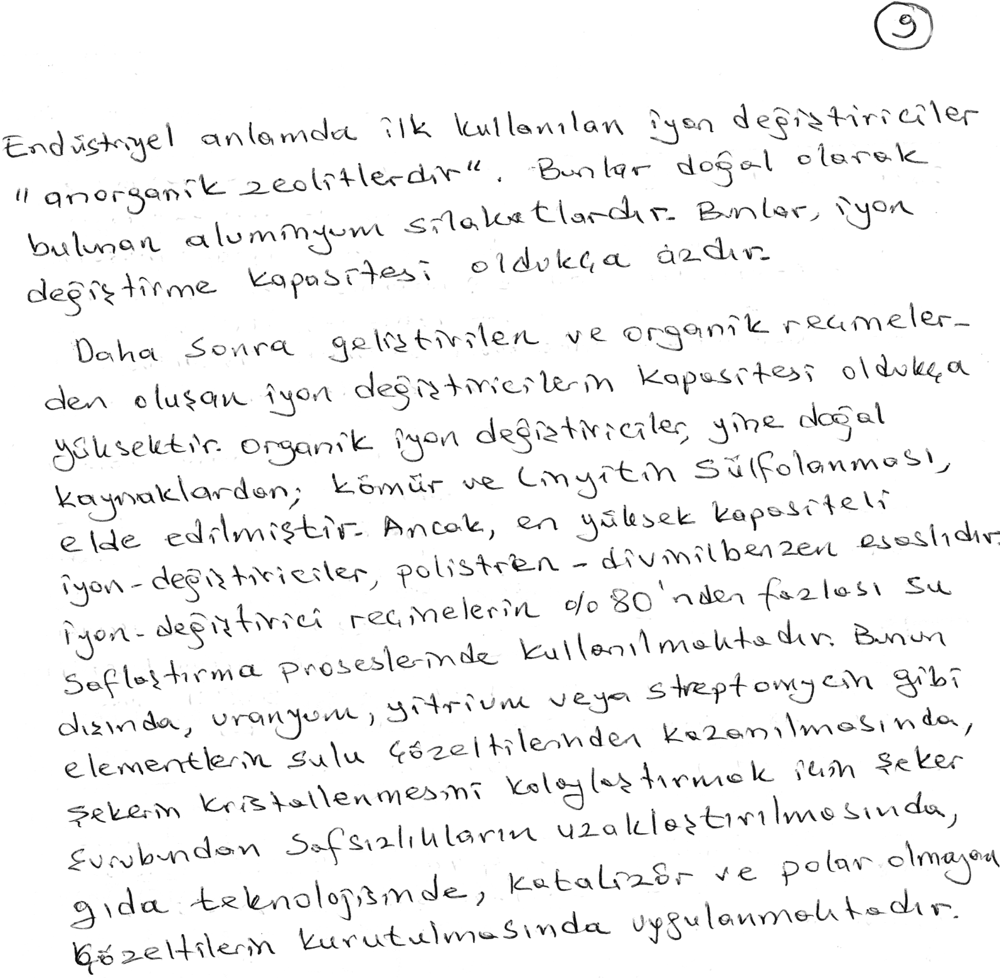 9
Endüstriyel anlamda ilk kullanılan iyon değiştiriciler
"anorganik zeolitlerdir". Bunlar doğal olarak
bulunan aluminyum silakatlardır. Bunlar, iyon
değiştirme kapasitesi oldukça azdır.
Daha sonra geliştirilen ve organik reçineler-
den oluşan iyon değiştiricilerin kapasitesi oldukça
yüksektir. organik iyon değiştiriciler, yine doğal
kaynaklardan; kömür ve linyitin sülfolanması,
elde edilmiştir. Ancak, en yüksek kapasiteli
iyon-değiştiriciler, polistren-divinilbenzen esaslıdır.
iyon-değiştirici reçinelerin %80'nden fazlası su
saflaştırma proseslerinde kullanılmaktadır. Bunun
dışında, uranyum, yitrium veya streptomycin gibi
elementlerin sulu çözeltilerinden kazanılmasında,
şekerin kristallenmesini kolaylaştırmak için şeker
şurubundan safsızlıkların uzaklaştırılmasında,
gıda teknolojisinde, katalizör ve polar olmayan
çözeltilerin kurutulmasında uygulanmaktadır.